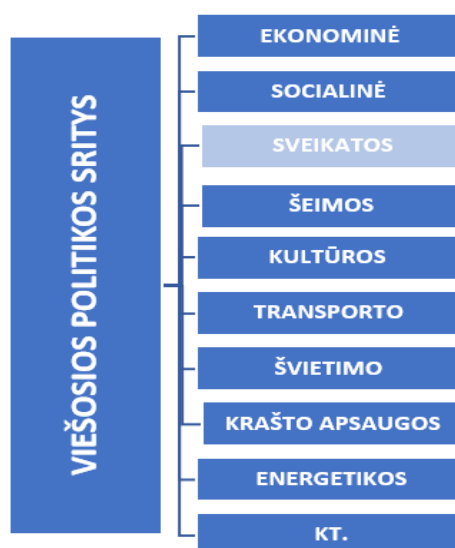 VIEŠOSIOS POLITIKOS SRITYS
EKONOMINĖ
SOCIALINĖ
SVEIKATOS
ŠEIMOS
KULTŪROS
TRANSPORTO
ŠVIETIMO
KRAŠTO APSAUGOS
ENERGETIKOS
KT.